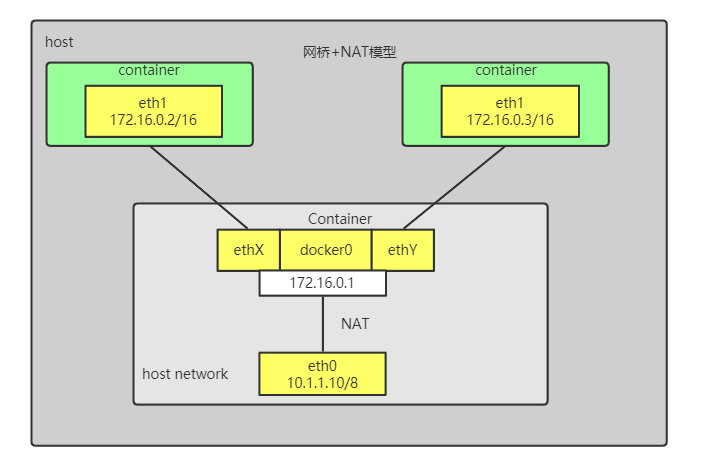 host
网桥+NAT模型
container
eth1
172.16.0.2/16
container
eth1
172.16.0.3/16
Container
ethX
docker0
ethY
172.16.0.1
NAT
host network
eth0
10.1.1.10/8